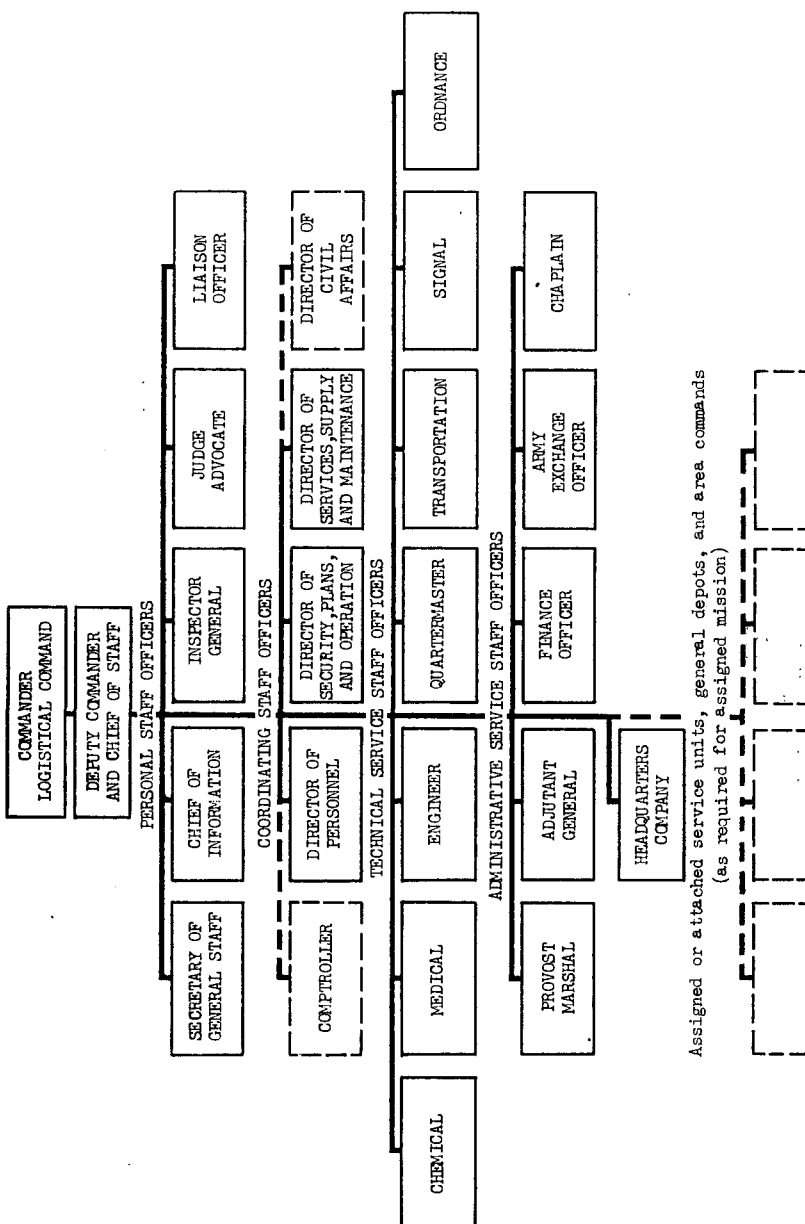 COMMANDER
LOGISTICAL COMMAND
DEPUTY COMMANDER
AND CHIEF OF STAFF
PERSONAL STAFF OFFICERS
SECRETARY OF
GENERAL STAFF
CHIEF OF
INFORMATION
INSPECTOR
GENERAL
JUDGE
ADVOCATE
LIAISON
OFFICER
COORDINATING STAFF OFFICERS
COMPTROLLER
DIRECTOR OF
PERSONNEL
DIRECTOR OF
SECURITY,PLANS,
AND OPERATION
DIRECTOR OF
SERVICES,SUPPLY
AND MAINTENANCE
DIRECTOR OF
CIVIL
AFFAIRS
TECHNICAL SERVICE STAFF OFFICERS
CHEMICAL
MEDICAL
ENGINEER
QUARTERMASTER
TRANSPORTATION
SIGNAL
ORDNANCE
ADMINISTRATIVE SERVICE STAFF OFFICERS
PROVOST
MARSHAL
ADJUTANT
GENERAL
FINANCE
OFFICER
ARMY
EXCHANGE
OFFICER
CHAPLAIN
HEADQUARTERS
COMPANY
Assigned or attached service units, general depots, and area commands
(as required for assigned mission)